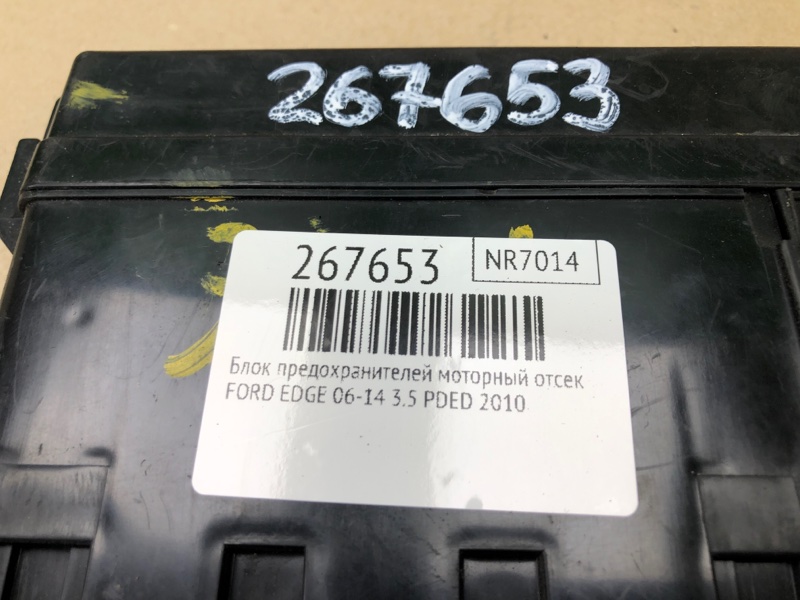 267653
267653 NR7014
Блок предохранителей моторный отсек
FORD EDGE 06-14 3.5 PDED 2010